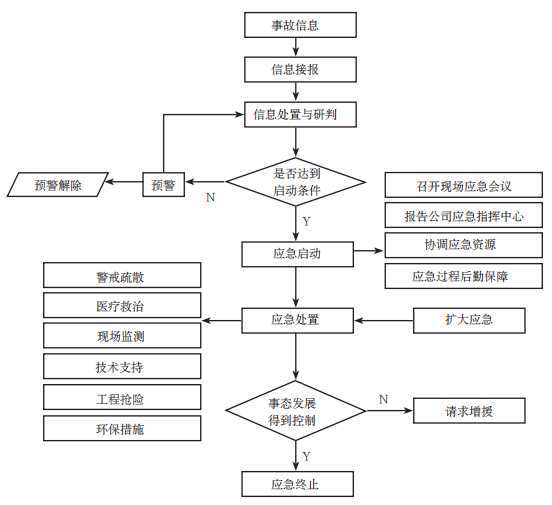 事故信息
信息接报
信息处置与研判
是否达到
启动条件
预警
预警解除
N
Y
召开现场应急会议
报告公司应急指挥中心
协调应急资源
应急过程后勤保障
应急启动
警戒疏散
医疗救治
现场监测
技术支持
工程抢险
环保措施
应急处置
扩大应急
事态发展
得到控制
N
请求增援
Y
应急终止